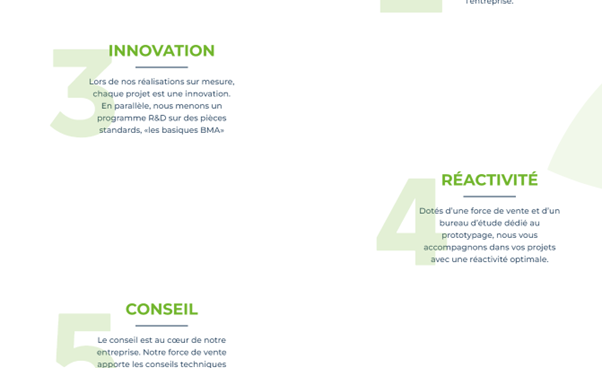 l'entreprise.
3
INNOVATION
Lors de nos réalisations sur mesure,
chaque projet est une innovation.
En parallèle, nous menons un
programme R&D sur des pièces
standards, «les basiques BMA»
4
RÉACTIVITÉ
Dotés d'une force de vente et d'un
bureau d'étude dédié au
prototypage, nous vous
accompagnons dans vos projets
avec une réactivité optimale.
5
CONSEIL
Le conseil est au cœur de notre
entreprise. Notre force de vente
apporte les conseils techniques